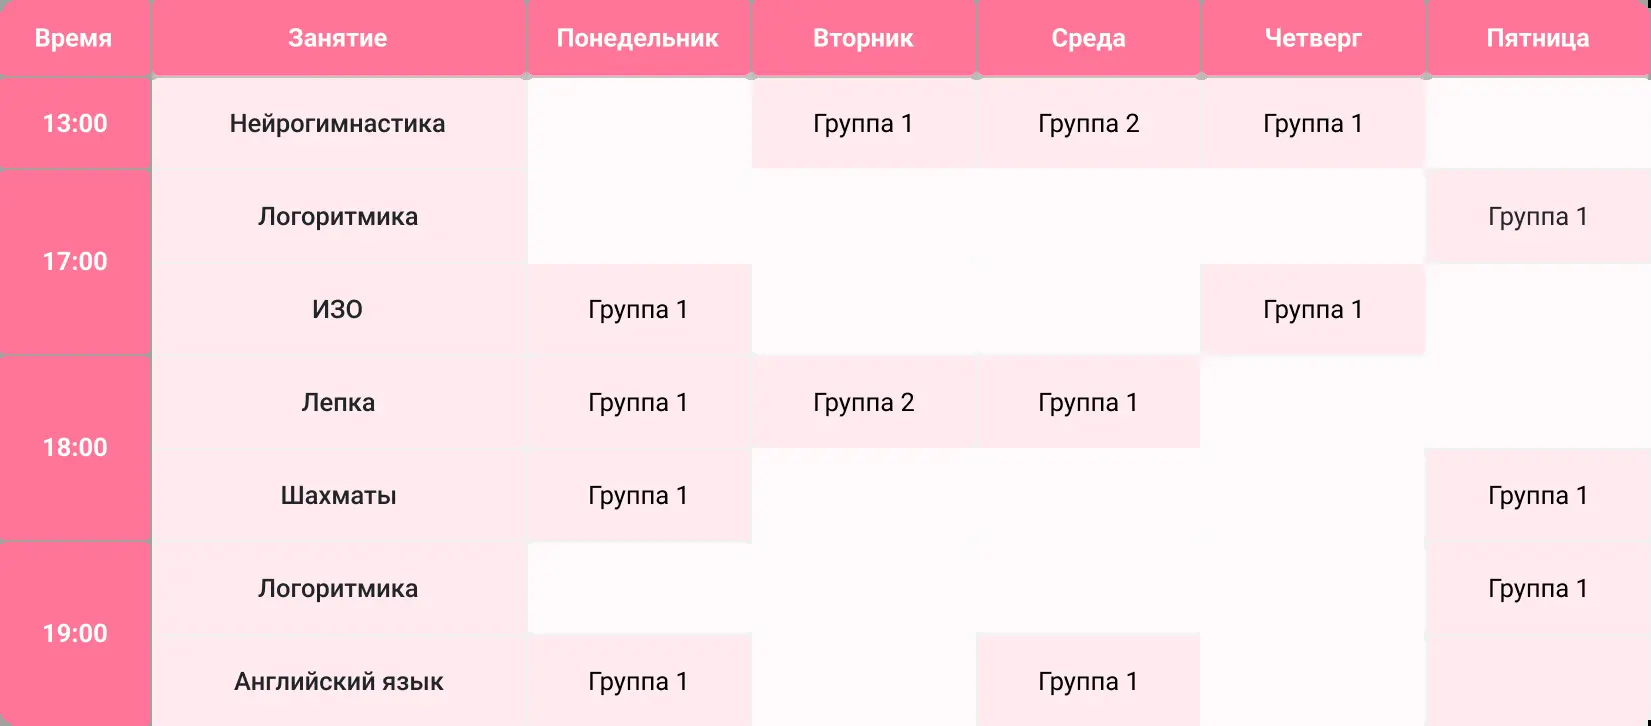 Время Занятие Понедельник Вторник Среда Четверг Пятница
13:00 Нейрогимнастика Группа 1 Группа 2 Группа 1
Логоритмика Группа 1
17:00
ИЗО Группа 1 Группа 1
Лепка Группа 1 Группа 2 Группа 1
18:00
Шахматы Группа 1 Группа 1
Логоритмика Группа 1
19:00
Английский язык Группа 1 Группа 1